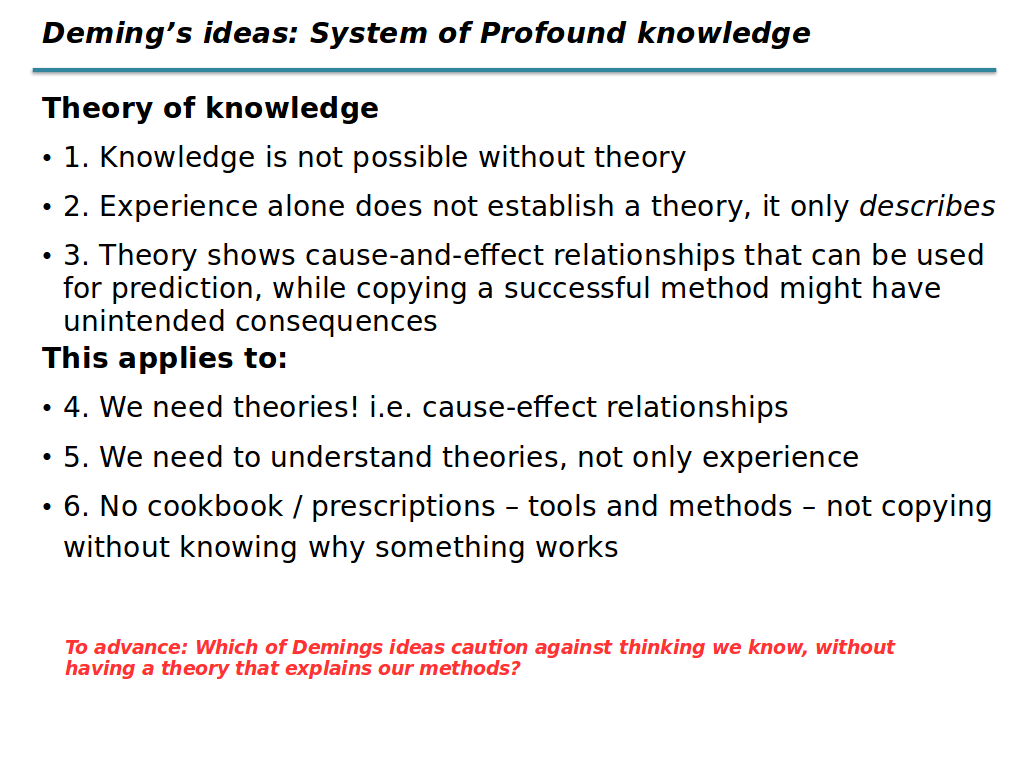 Deming’s ideas: System of Profound knowledge
Theory of knowledge
• 1. Knowledge is not possible without theory
• 2. Experience alone does not establish a theory, it only describes
• 3. Theory shows cause-and-effect relationships that can be used
for prediction, while copying a successful method might have
unintended consequences
This applies to:
• 4. We need theories! i.e. cause-effect relationships
• 5. We need to understand theories, not only experience
• 6. No cookbook / prescriptions – tools and methods – not copying
without knowing why something works
To advance: Which of Demings ideas caution against thinking we know, without
having a theory that explains our methods?